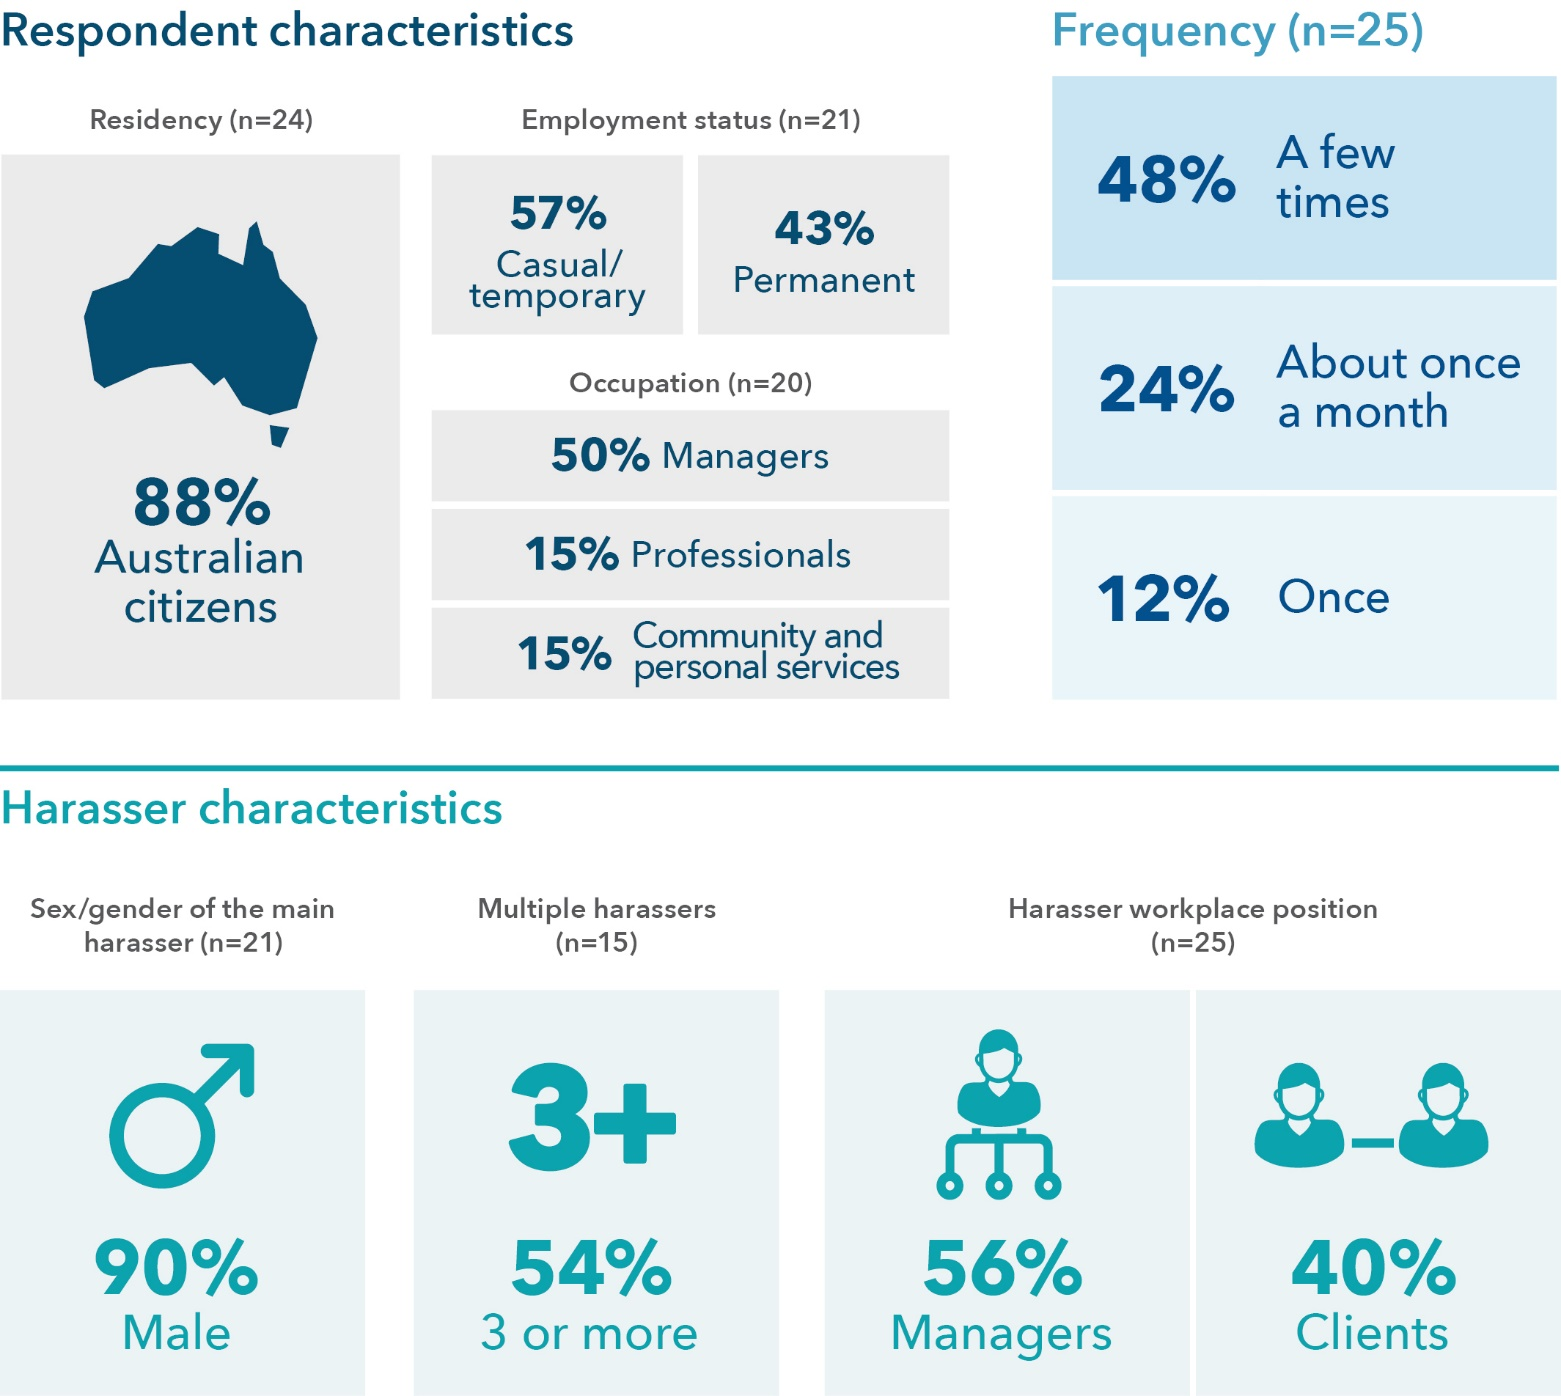 Respondent characteristics
Residency (n=24)
88%
Australian
citizens
Employment status (n=21)
57%
Casual/
temporary
43%
Permanent
Occupation (n=20)
50% Managers
15% Professionals
15% Community and
personal services
Frequency (n=25)
48% A few
times
24% About once
a month
12% Once
Harasser characteristics
Sex/gender of the main
harasser (n=21)
90%
Male
Multiple harassers
(n=15)
3+
54%
3 or more
Harasser workplace position
(n=25)
56%
Managers
40%
Clients